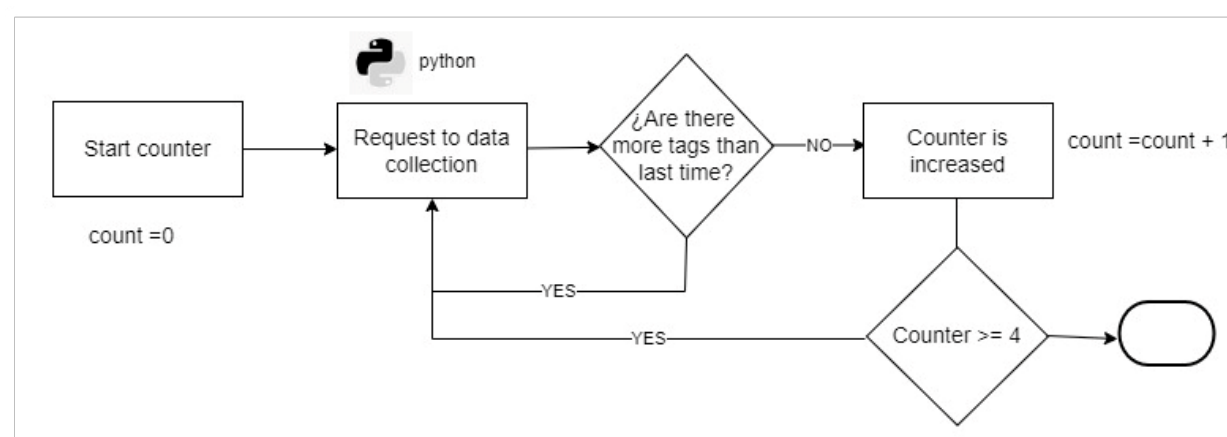 python
Start counter
Request to data
collection
¿Are there
more tags than
last time?
NO
Counter is
increased
count =count + 1
count =0
YES
YES
Counter >= 4